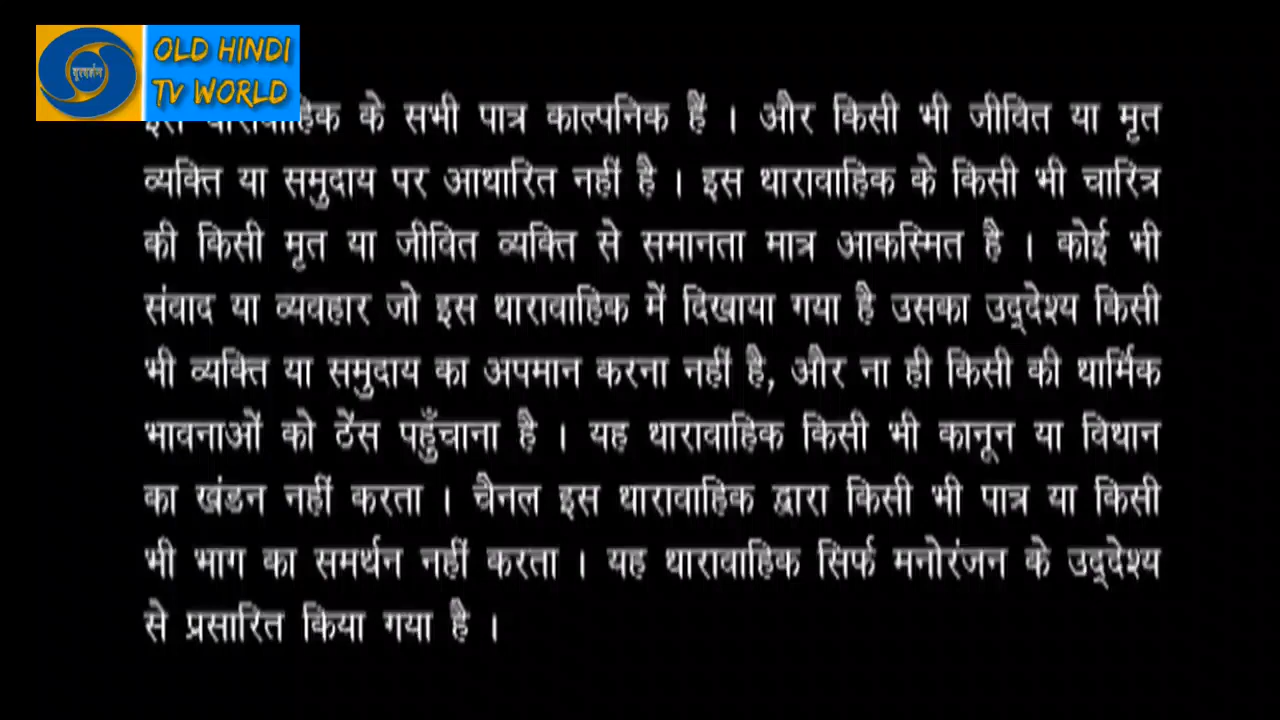 दूरदर्शन
OLD HINDI
TV WORLD
के सभी पात्र काल्पनिक हैं । और किसी भी जीवित या मृत
व्यक्ति या समुदाय पर आधारित नहीं है । इस धारावाहिक के किसी भी चारित्र
की किसी मृत या जीवित व्यक्ति से समानता मात्र आकस्मित है । कोई भी
संवाद या व्यवहार जो इस धारावाहिक में दिखाया गया है उसका उद्देश्य किसी
भी व्यक्ति या समुदाय का अपमान करना नहीं है, और ना ही किसी की धार्मिक
भावनाओं को ठेंस पहुँचाना है । यह धारावाहिक किसी भी कानून या विधान
का खंडन नहीं करता । चैनल इस धारावाहिक द्वारा किसी भी पात्र या किसी
भी भाग का समर्थन नहीं करता । यह धारावाहिक सिर्फ मनोरंजन के उद्देश्य
से प्रसारित किया गया है ।